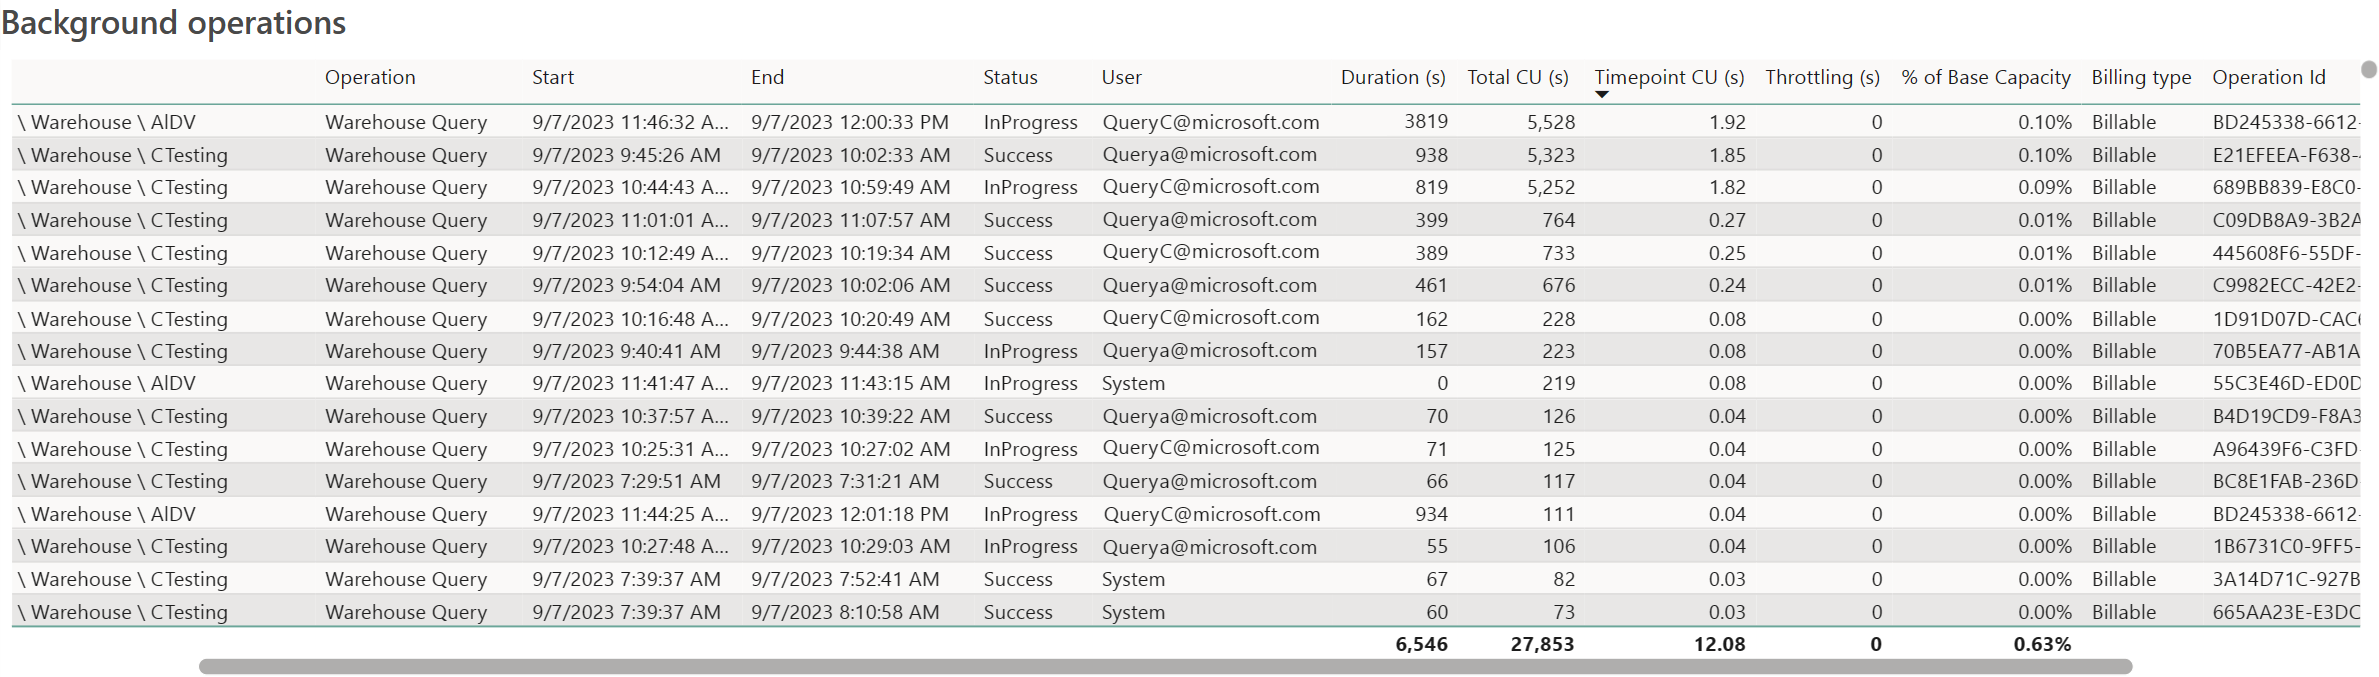 Background operations
Operation Start End Status User Duration (s) Total CU (s) Timepoint CU (s) Throttling (s) % of Base Capacity Billing type Operation Id
\ Warehouse \ AlDV Warehouse Query 9/7/2023 11:46:32 A... 9/7/2023 12:00:33 PM InProgress QueryC@microsoft.com 3819 5,528 1.92 0 0.10% Billable BD245338-6612-
\ Warehouse \ CTesting Warehouse Query 9/7/2023 9:45:26 AM 9/7/2023 10:02:33 AM Success Querya@microsoft.com 938 5,323 1.85 0 0.10% Billable E21EFEEA-F638-
\ Warehouse \ CTesting Warehouse Query 9/7/2023 10:44:43 A... 9/7/2023 10:59:49 AM InProgress QueryC@microsoft.com 819 5,252 1.82 0 0.09% Billable 689BB839-E8C0-
\ Warehouse \ CTesting Warehouse Query 9/7/2023 11:01:01 A... 9/7/2023 11:07:57 AM Success Querya@microsoft.com 399 764 0.27 0 0.01% Billable C09DB8A9-3B2A
\ Warehouse \ CTesting Warehouse Query 9/7/2023 10:12:49 A... 9/7/2023 10:19:34 AM Success QueryC@microsoft.com 389 733 0.25 0 0.01% Billable 445608F6-55DF-
\ Warehouse \ CTesting Warehouse Query 9/7/2023 9:54:04 AM 9/7/2023 10:02:06 AM Success Querya@microsoft.com 461 676 0.24 0 0.01% Billable C9982ECC-42E2-
\ Warehouse \ CTesting Warehouse Query 9/7/2023 10:16:48 A... 9/7/2023 10:20:49 AM Success QueryC@microsoft.com 162 228 0.08 0 0.00% Billable 1D91D07D-CAC6
\ Warehouse \ CTesting Warehouse Query 9/7/2023 9:40:41 AM 9/7/2023 9:44:38 AM InProgress Querya@microsoft.com 157 223 0.08 0 0.00% Billable 70B5EA77-AB1A
\ Warehouse \ AlDV Warehouse Query 9/7/2023 11:41:47 A... 9/7/2023 11:43:15 AM InProgress System 0 219 0.08 0 0.00% Billable 55C3E46D-ED0D
\ Warehouse \ CTesting Warehouse Query 9/7/2023 10:37:57 A... 9/7/2023 10:39:22 AM Success Querya@microsoft.com 70 126 0.04 0 0.00% Billable B4D19CD9-F8A3
\ Warehouse \ CTesting Warehouse Query 9/7/2023 10:25:31 A... 9/7/2023 10:27:02 AM InProgress QueryC@microsoft.com 71 125 0.04 0 0.00% Billable A96439F6-C3FD-
\ Warehouse \ CTesting Warehouse Query 9/7/2023 7:29:51 AM 9/7/2023 7:31:21 AM Success Querya@microsoft.com 66 117 0.04 0 0.00% Billable BC8E1FAB-236D
\ Warehouse \ AlDV Warehouse Query 9/7/2023 11:44:25 A... 9/7/2023 12:01:18 PM InProgress QueryC@microsoft.com 934 111 0.04 0 0.00% Billable BD245338-6612-
\ Warehouse \ CTesting Warehouse Query 9/7/2023 10:27:48 A... 9/7/2023 10:29:03 AM InProgress Querya@microsoft.com 55 106 0.04 0 0.00% Billable 1B6731C0-9FF5-
\ Warehouse \ CTesting Warehouse Query 9/7/2023 7:39:37 AM 9/7/2023 7:52:41 AM Success System 67 82 0.03 0 0.00% Billable 3A14D71C-927B
\ Warehouse \ CTesting Warehouse Query 9/7/2023 7:39:37 AM 9/7/2023 8:10:58 AM Success System 60 73 0.03 0 0.00% Billable 665AA23E-E3DC
6,546 27,853 12.08 0 0.63%